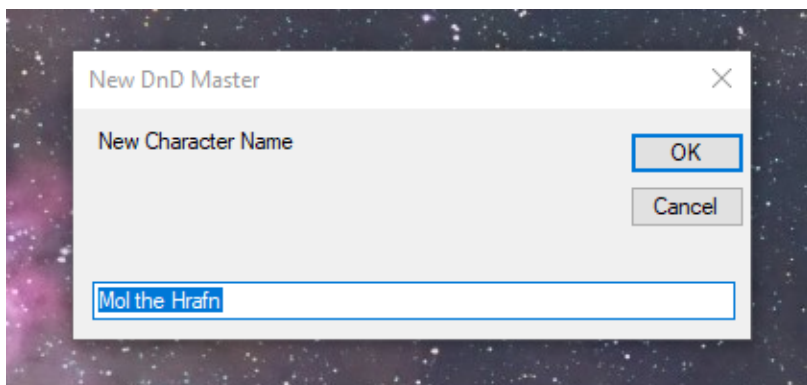 New DnD Master
New Character Name
OK
Cancel
Mol the Hrafn